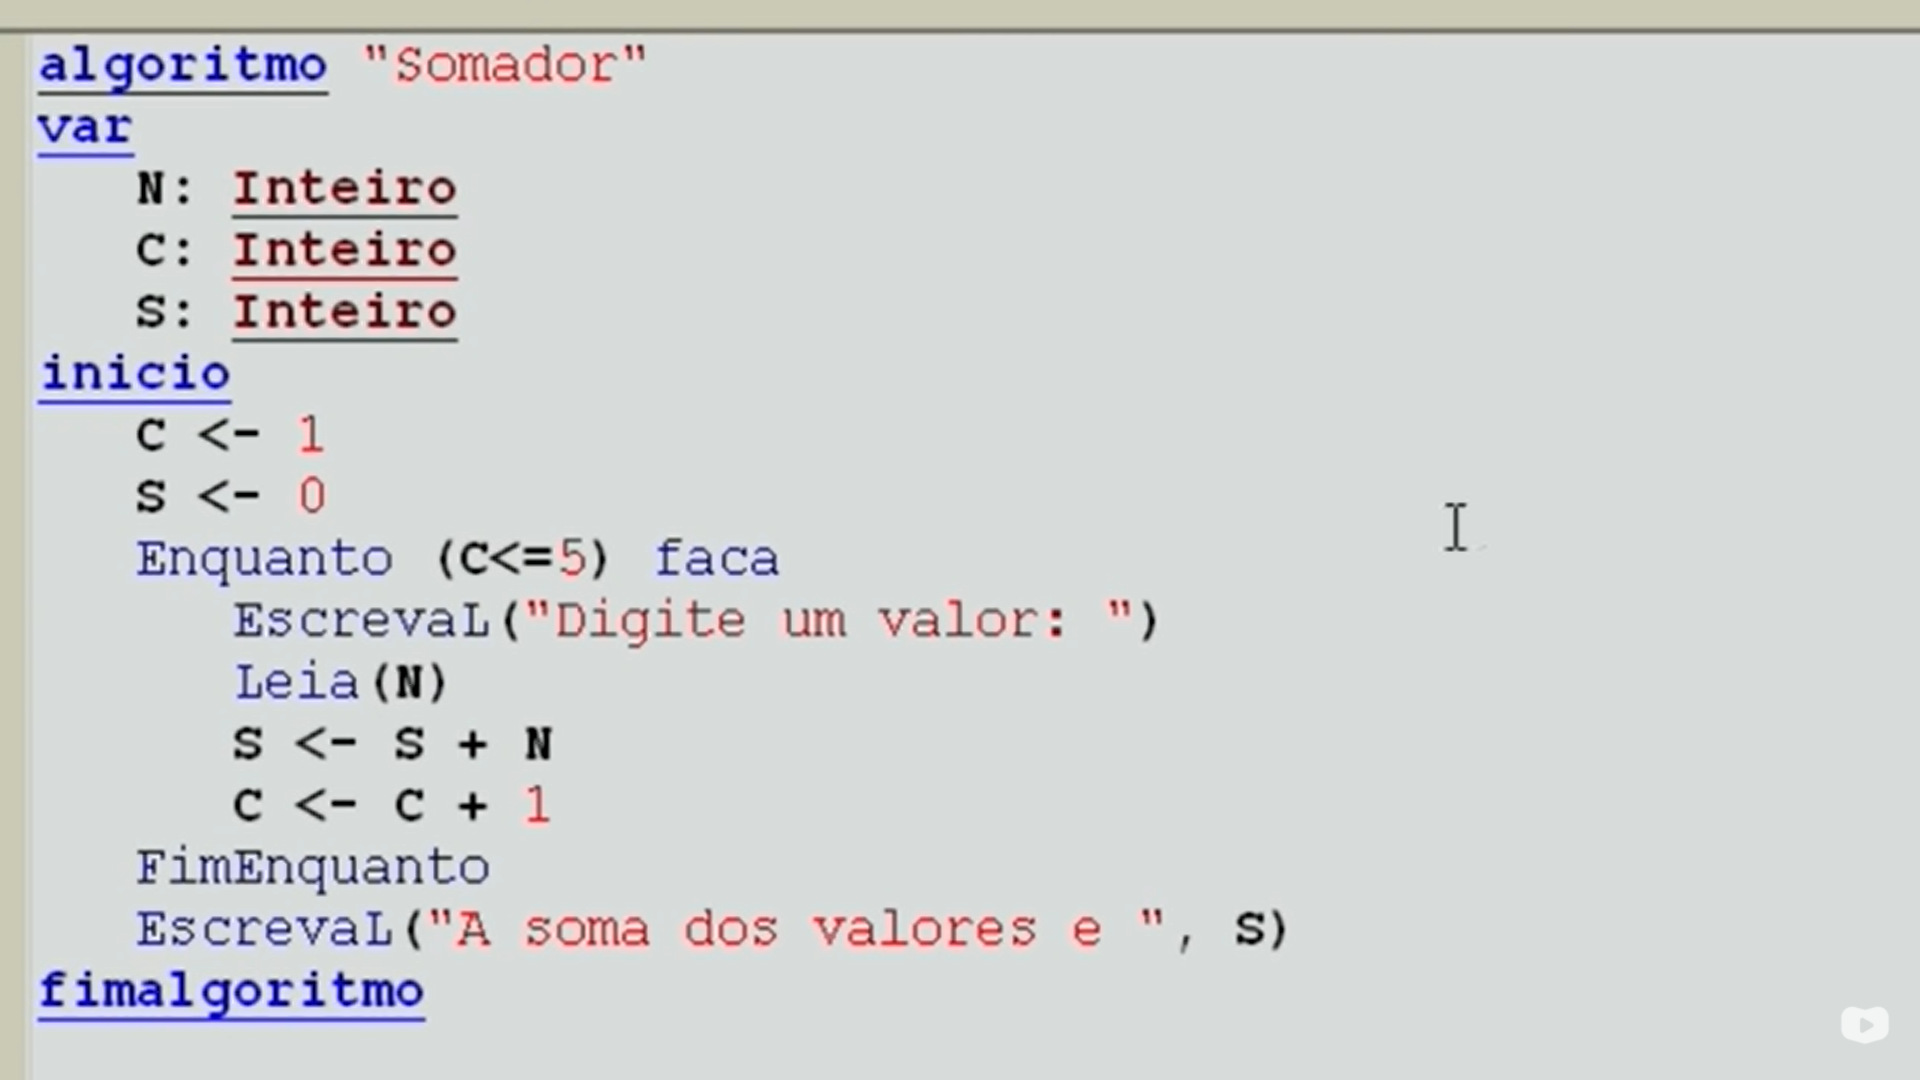 algoritmo "Somador"
var
N: Inteiro
C: Inteiro
S: Inteiro
inicio
C <- 1
S <- 0
Enquanto (C<=5) faca
EscrevaL("Digite um valor: ")
Leia(N)
S <- S + N
C <- C + 1
FimEnquanto
EscrevaL("A soma dos valores e ", S)
fimalgoritmo